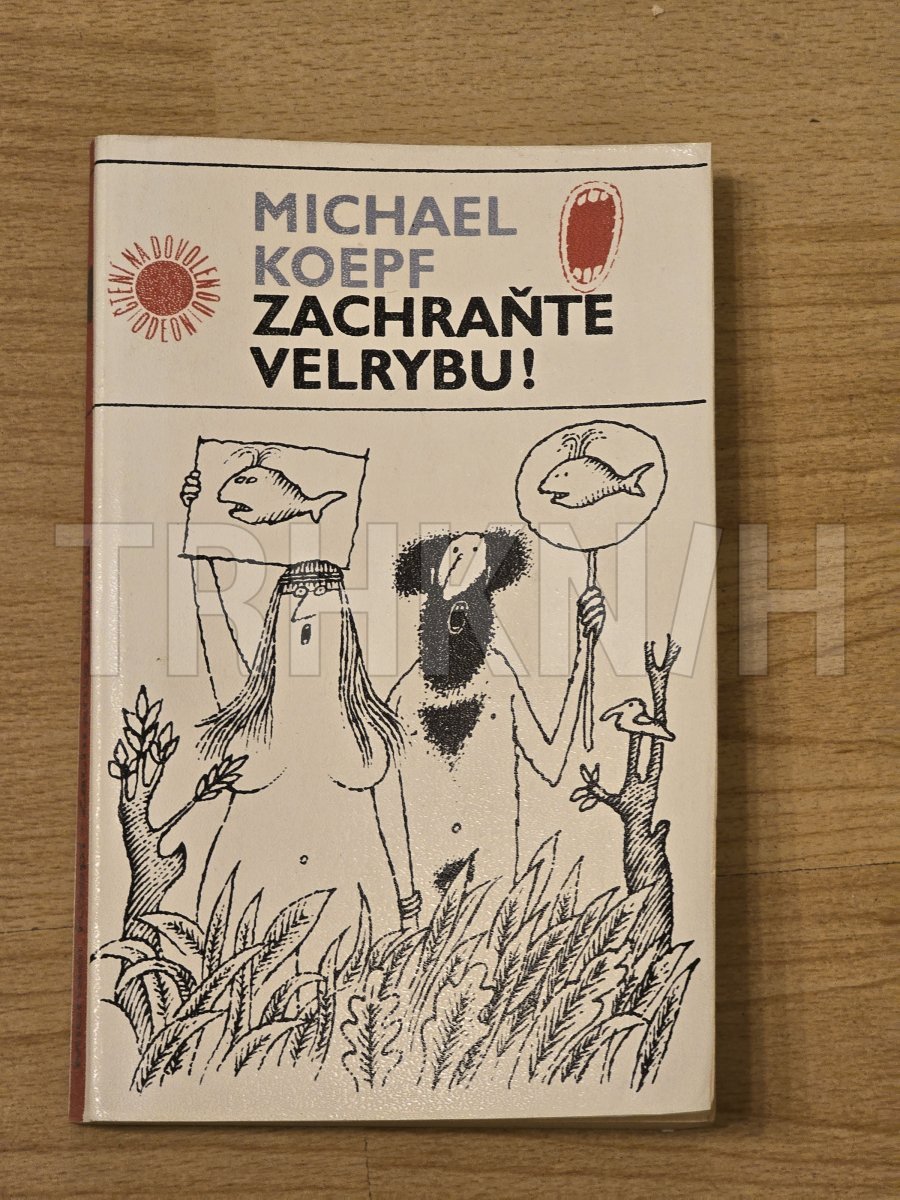 MICHAEL
KOEPF
ZACHRAŇTE
VELRYBU!
ČTENÍ NA DOVOLENOU
ODEON
TRHKNIH